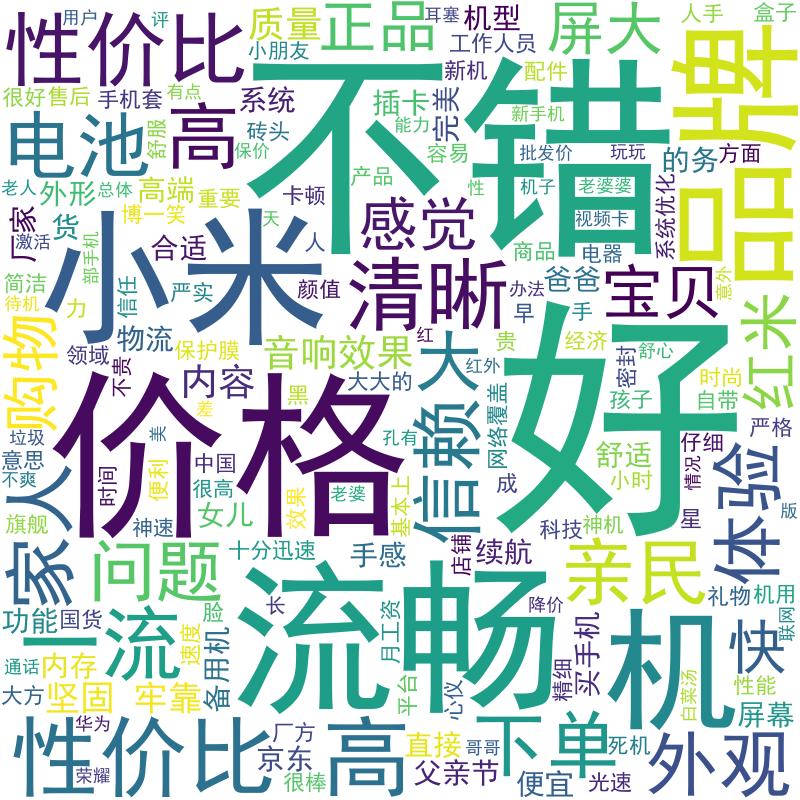 用户
评
小朋友
质量
正品
耳塞
机型
屏大
人手
盒子
性价比
工作人员
很好售后
手机套
有点
系统
插卡
完美
新机
配件
品牌
电池
高
舒服
砖头
保价
不错
能力
容易
新手机
批发价
玩玩
的务
方面
老人
总体
外形
高端
重要
卡顿
产品
性
机子
老婆婆
系统优化
厂家
货
博一笑
天
感觉
视频卡
激活
部手机
合适
人
商品
电器
意外
简洁
信任
严实
颜值
小米
清晰
办法
爸爸
宝贝
待机
力
早
手
购物
物流
红
贵
经济
密封
红米
领域
保护膜
音响效果
大
红外
舒心
不贵
内容
大大的
网络覆盖
好
时尚
差
黑
孩子
自带
垃圾
美
价格
孔有
信赖
仔细
严格
意思
中国
舒适
家人
不爽
时间
便利
很高
老婆
基本上
成
小时
情况
体验
旗舰
神速
女儿
效果
科技
神机
星
版
问题
十分迅速
手感
店铺
续航
亲民
功能
国货
脸
长
流畅
降价
礼物
机用
联网
一流
速度
月工资
买手机
机
快
通话
内存
备用机
平台
心仪
精细
性能
大方
坚固
牢靠
白菜汤
屏幕
性价比
高
华为
厂方
直接
下单
死机
外观
荣耀
京东
哥哥
很棒
父亲节
便宜
光速